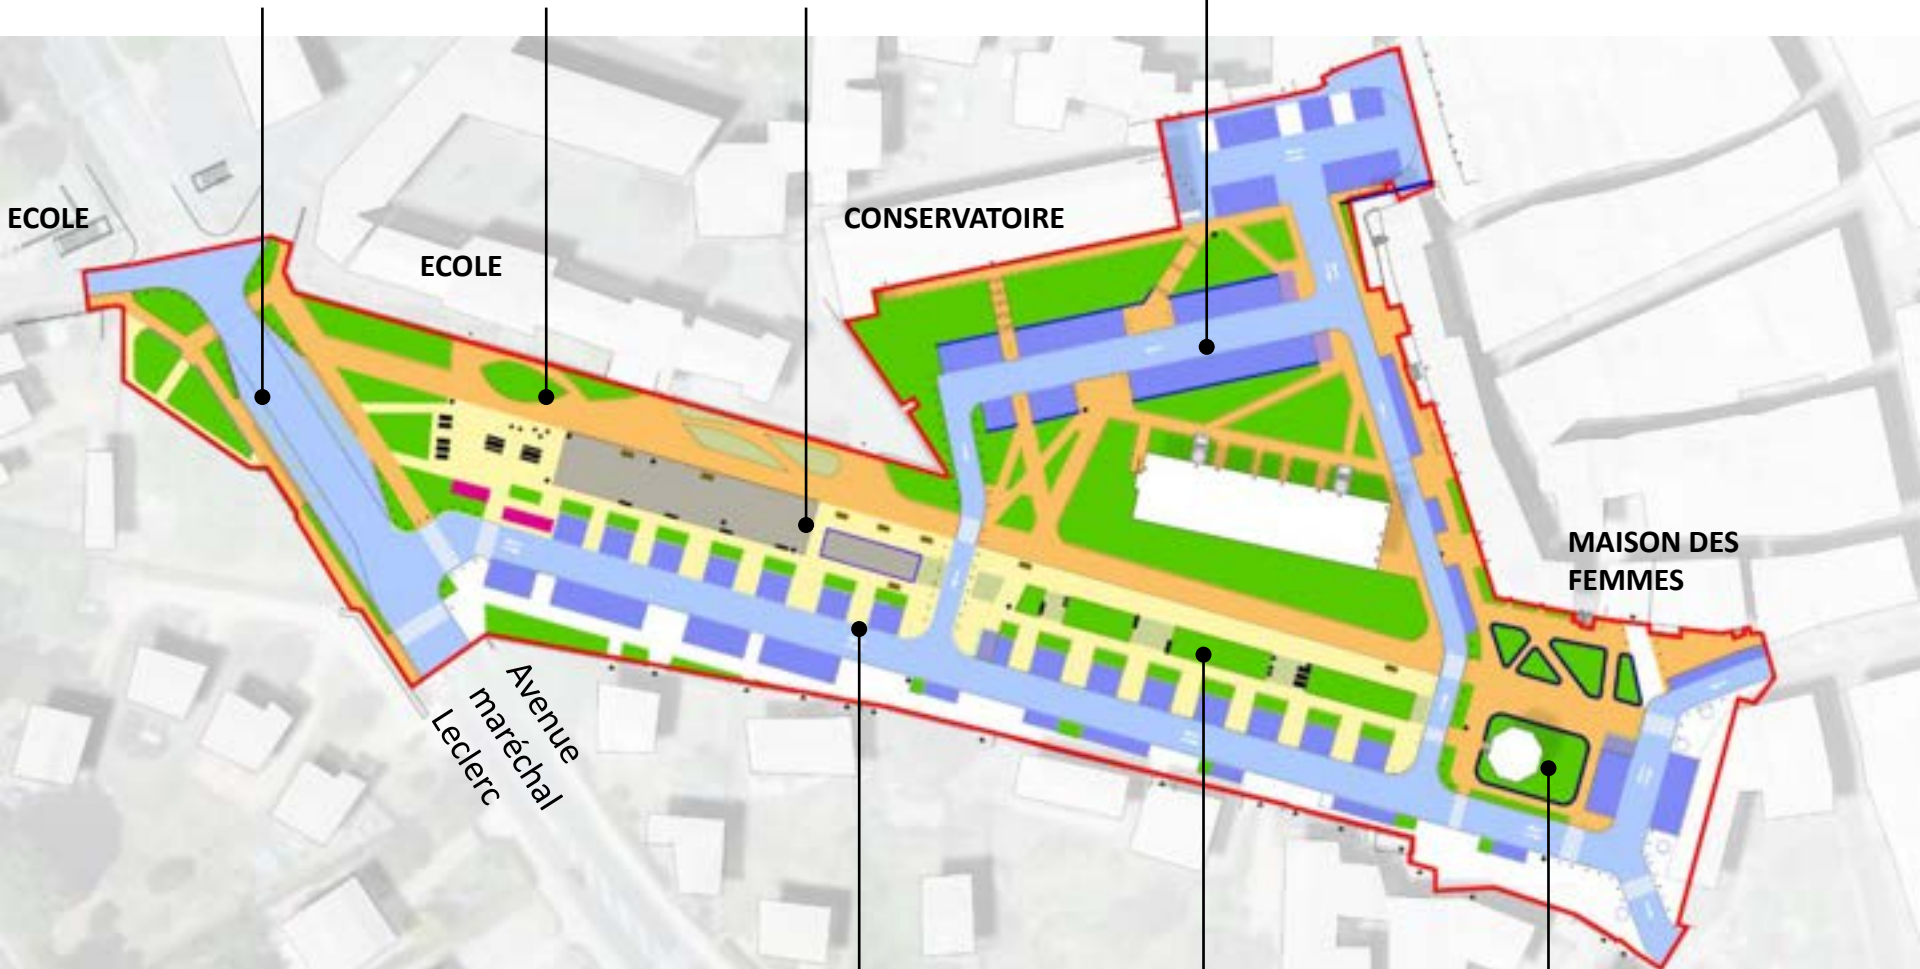 ECOLE
ECOLE
CONSERVATOIRE
MAISON DES
FEMMES
Avenue
maréchal
Leclerc